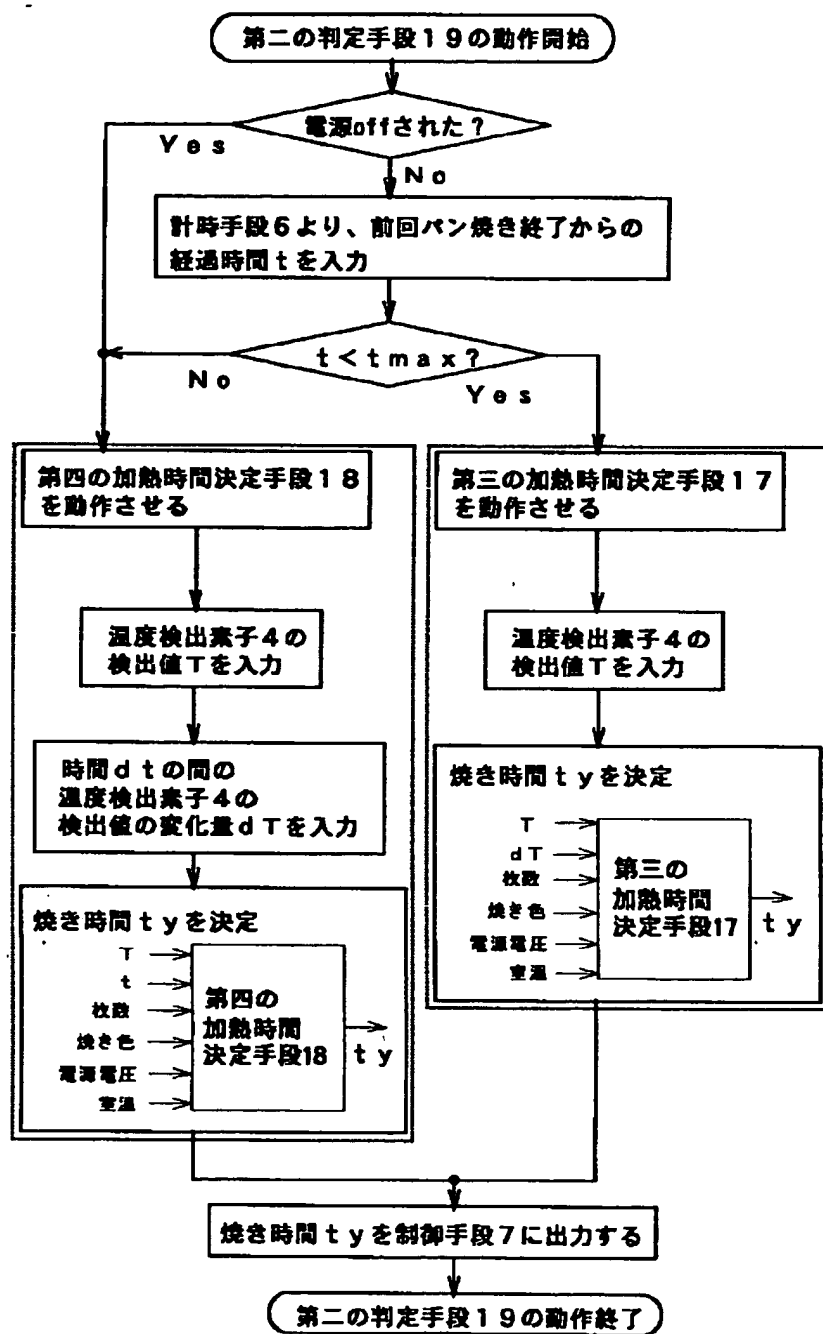 第二の判定手段19の動作開始
電源offされた?
Yes
No
計時手段6より、前回パン焼き終了からの
経過時間tを入力
t<tmax?
No
Yes
第四の加熱時間決定手段18
を動作させる
温度検出素子4の
検出値Tを入力
時間dtの間の
温度検出素子4の
検出値の変化量dTを入力
焼き時間tyを決定
T
t
枚数
焼き色
電源電圧
室温
第四の
加熱時間
決定手段18
ty
第三の加熱時間決定手段17
を動作させる
温度検出素子4の
検出値Tを入力
焼き時間tyを決定
T
dT
枚数
焼き色
電源電圧
室温
第三の
加熱時間
決定手段17
ty
焼き時間tyを制御手段7に出力する
第二の判定手段19の動作終了